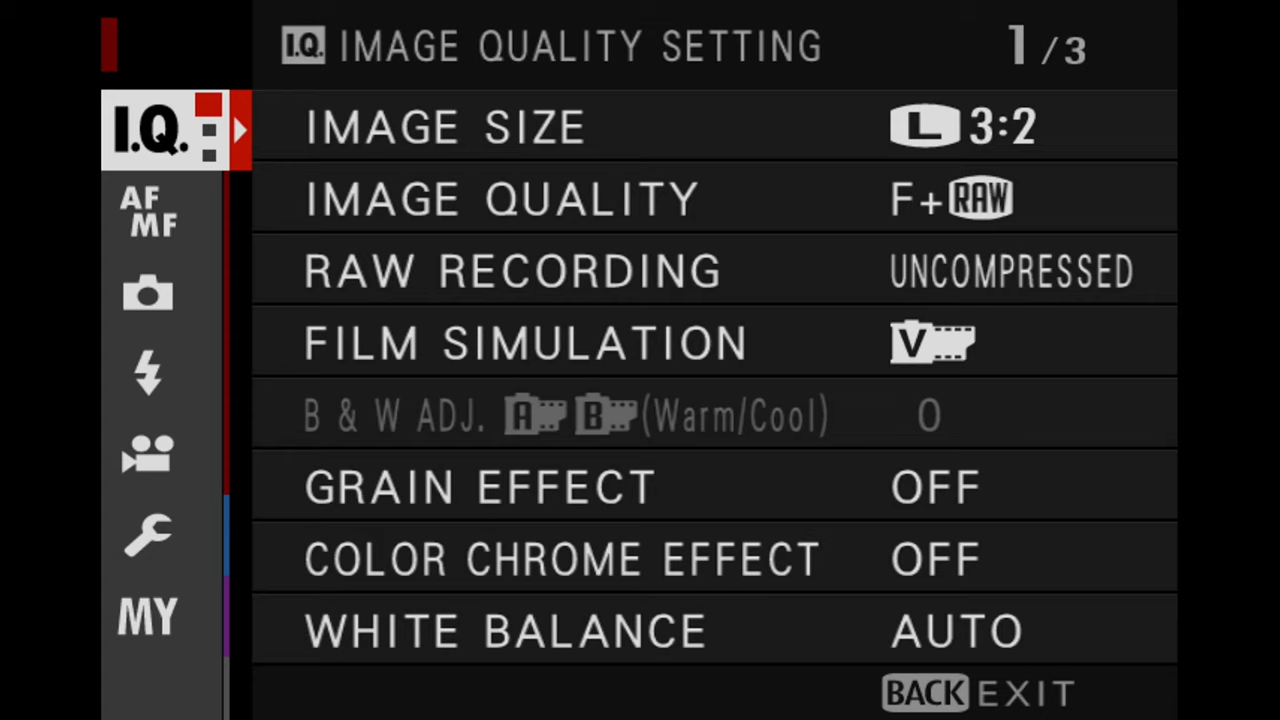 I.Q. IMAGE QUALITY SETTING 1/3
I.Q.
IMAGE SIZE L 3:2
AF
MF
IMAGE QUALITY F+RAW
RAW RECORDING UNCOMPRESSED
FILM SIMULATION V
B & W ADJ. A B (Warm/Cool) 0
GRAIN EFFECT OFF
COLOR CHROME EFFECT OFF
MY
WHITE BALANCE AUTO
BACK EXIT